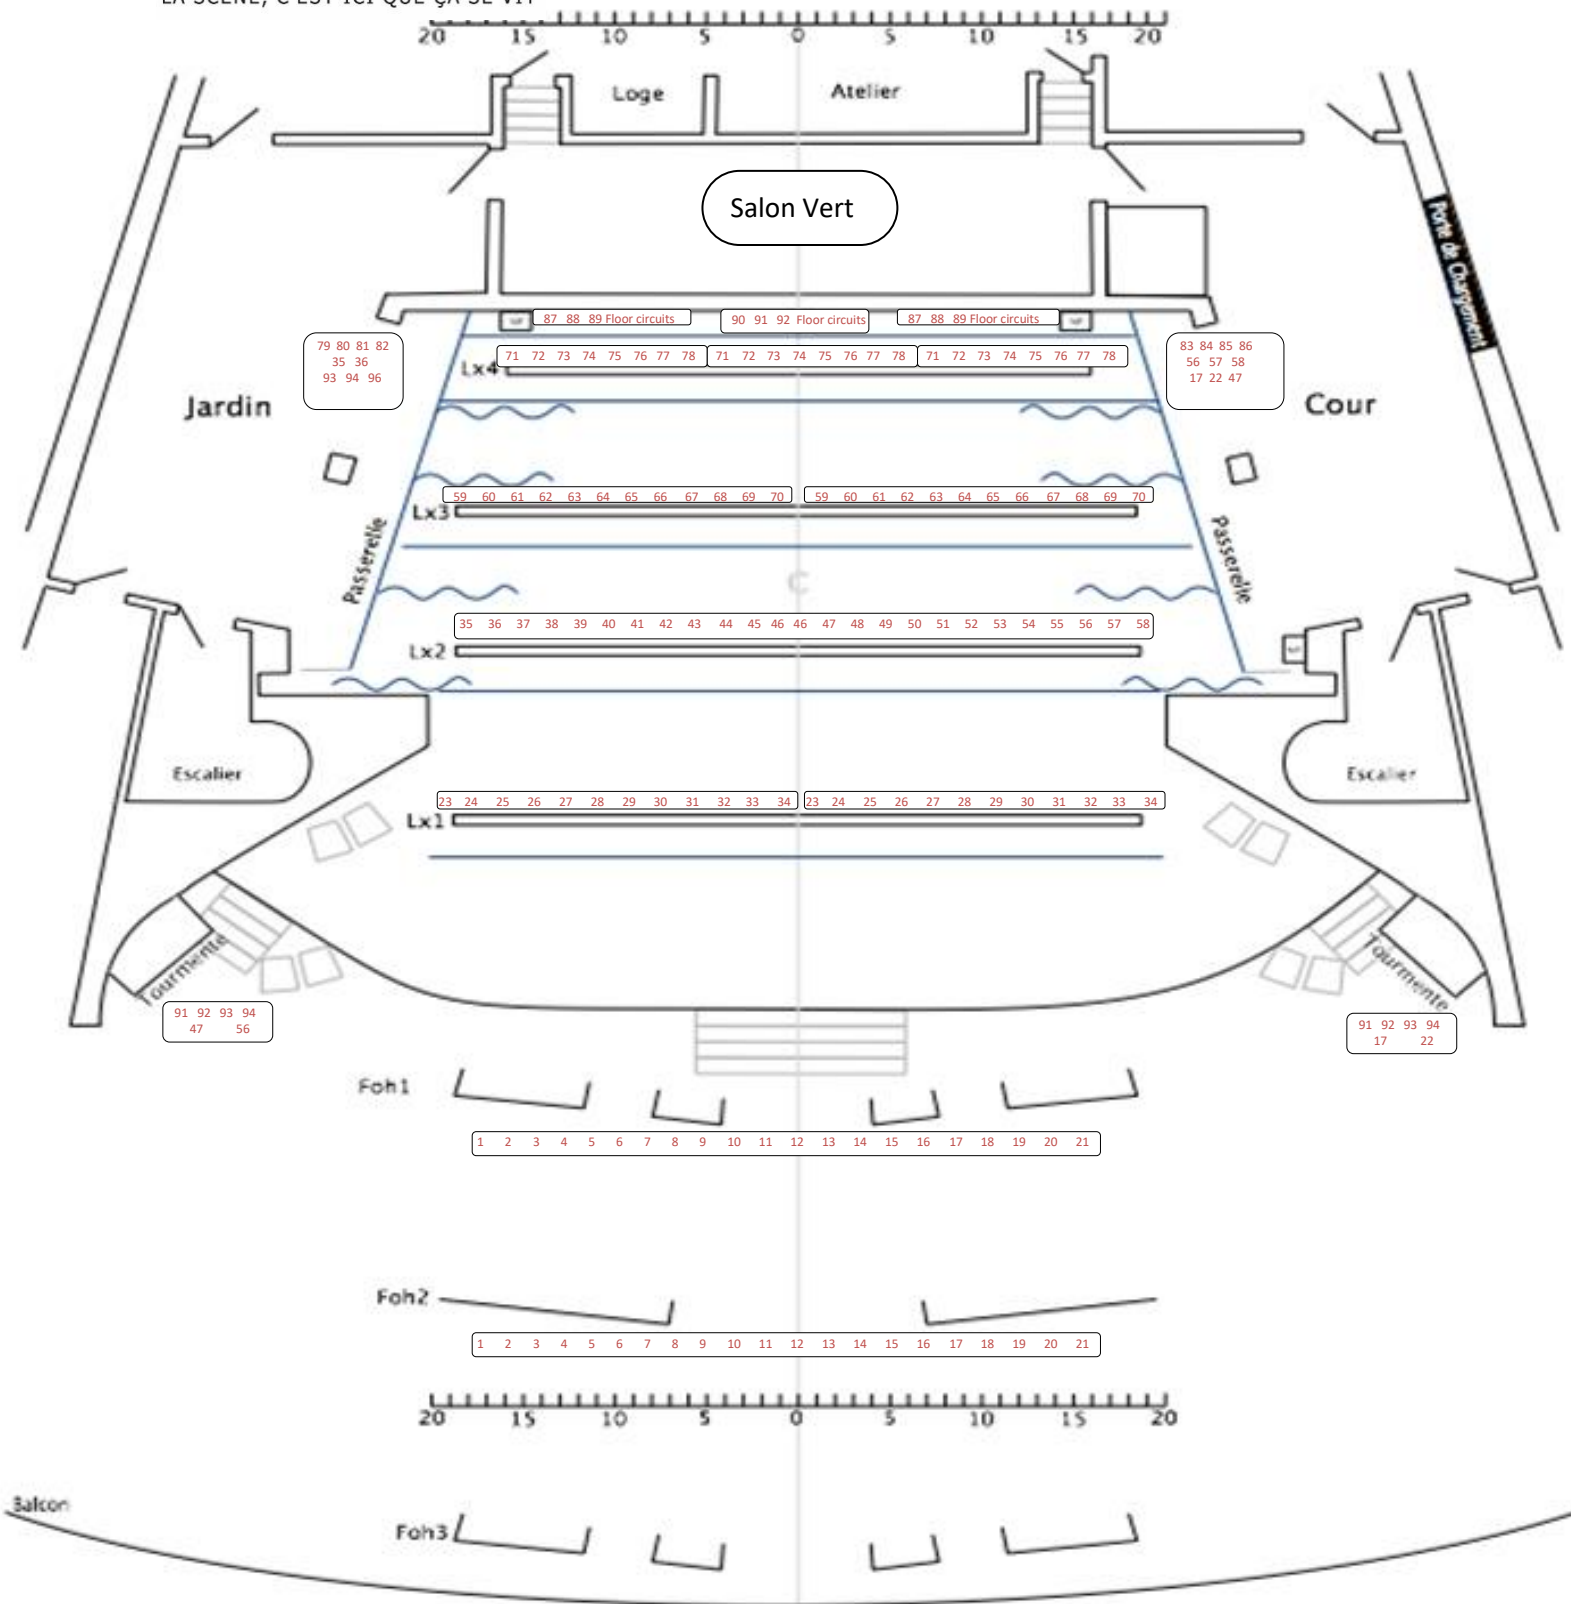 LA SCÈNE, C'EST ICI QUE ÇA SE VIT
20 15 10 5 0 5 10 15 20
Loge
Atelier
Salon Vert
Porte de Chargement
87 88 89 Floor circuits
90 91 92 Floor circuits
87 88 89 Floor circuits
79 80 81 82
35 36
93 94 96
83 84 85 86
56 57 58
17 22 47
71 72 73 74 75 76 77 78
71 72 73 74 75 76 77 78
71 72 73 74 75 76 77 78
Lx4
Jardin
Cour
59 60 61 62 63 64 65 66 67 68 69 70
59 60 61 62 63 64 65 66 67 68 69 70
Lx3
Passerelle
Passerelle
C
35 36 37 38 39 40 41 42 43 44 45 46 46 47 48 49 50 51 52 53 54 55 56 57 58
Lx2
Escalier
Escalier
23 24 25 26 27 28 29 30 31 32 33 34
23 24 25 26 27 28 29 30 31 32 33 34
Lx1
Tourmente
Tourmente
91 92 93 94
47 56
91 92 93 94
17 22
Foh1
1 2 3 4 5 6 7 8 9 10 11 12 13 14 15 16 17 18 19 20 21
Foh2
1 2 3 4 5 6 7 8 9 10 11 12 13 14 15 16 17 18 19 20 21
20 15 10 5 0 5 10 15 20
Balcon
Foh3